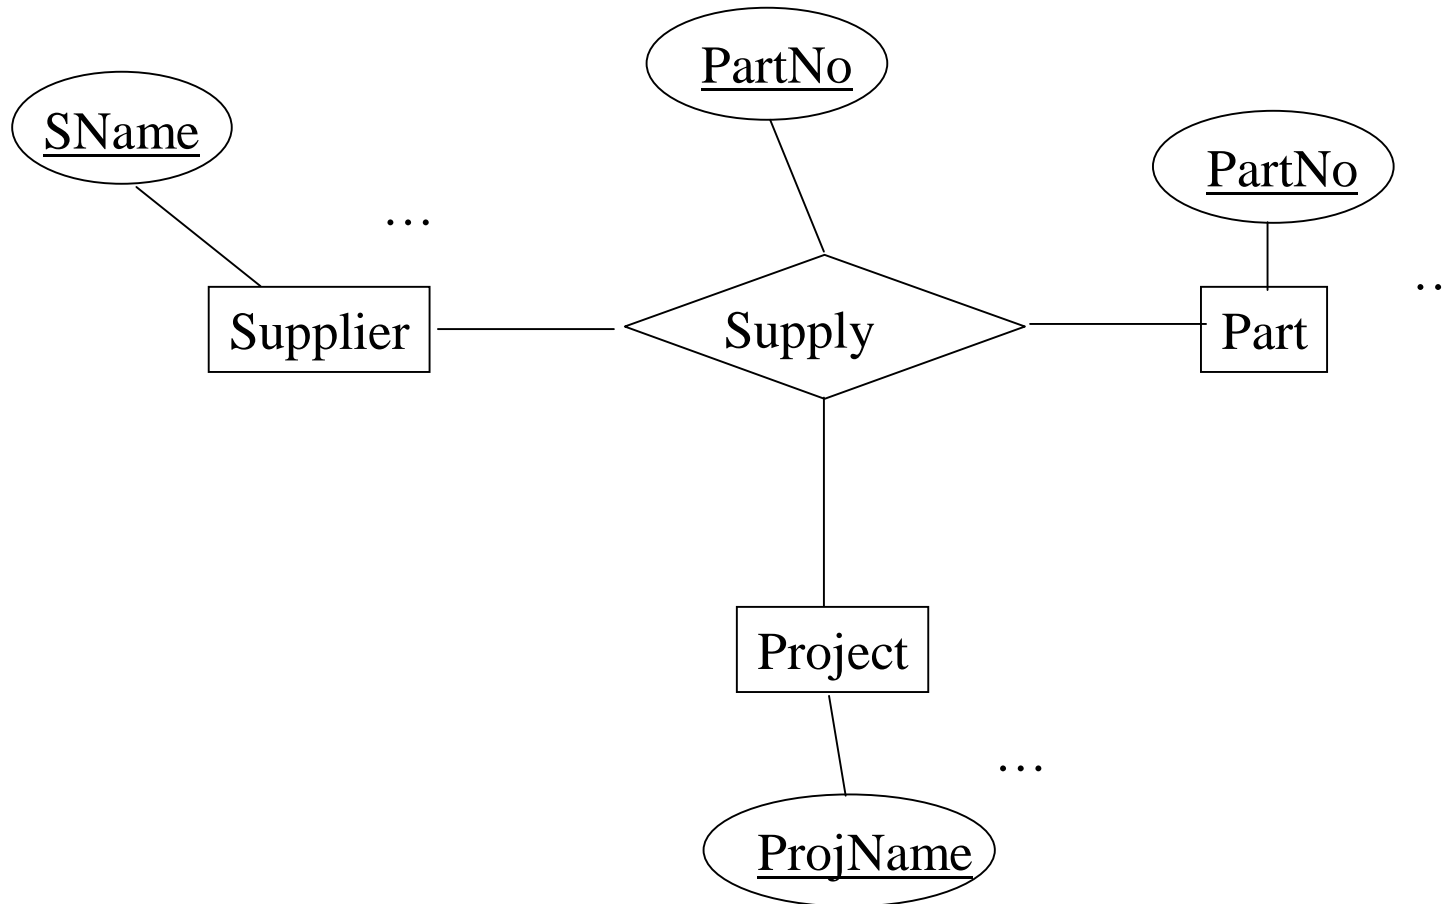 PartNo
SName
PartNo
…
..
Supplier
Supply
Part
Project
…
ProjName